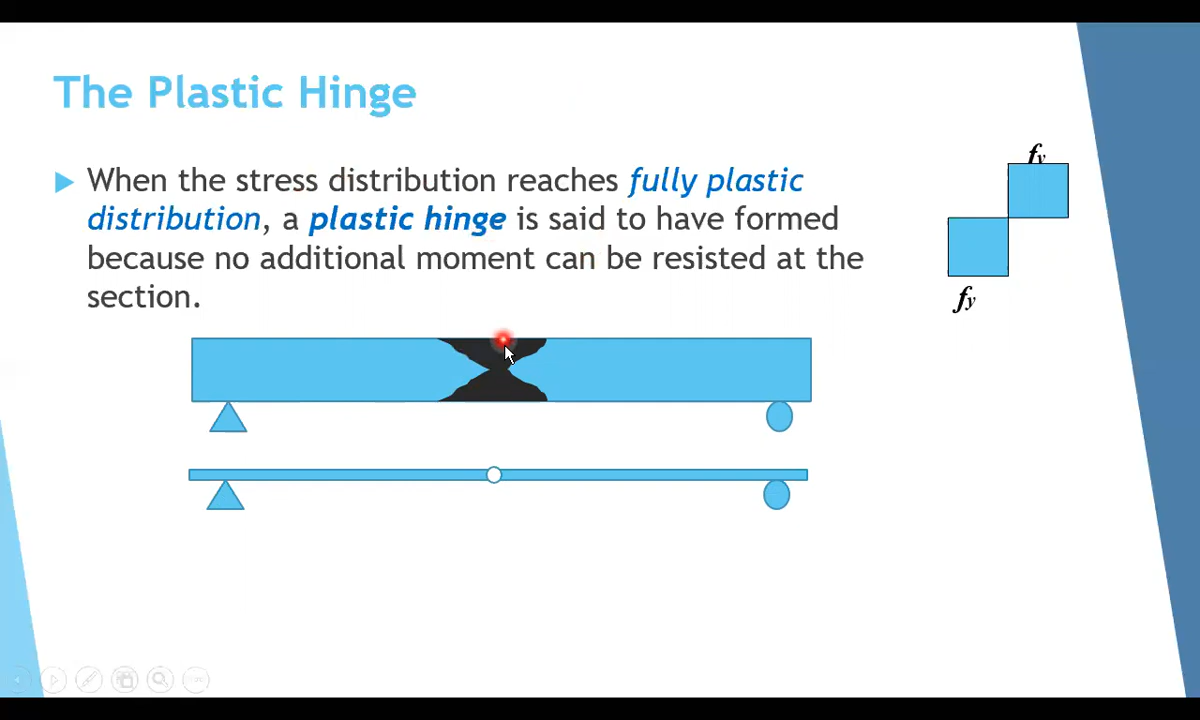 The Plastic Hinge
When the stress distribution reaches fully plastic
distribution, a plastic hinge is said to have formed
because no additional moment can be resisted at the
section.
fy
fy